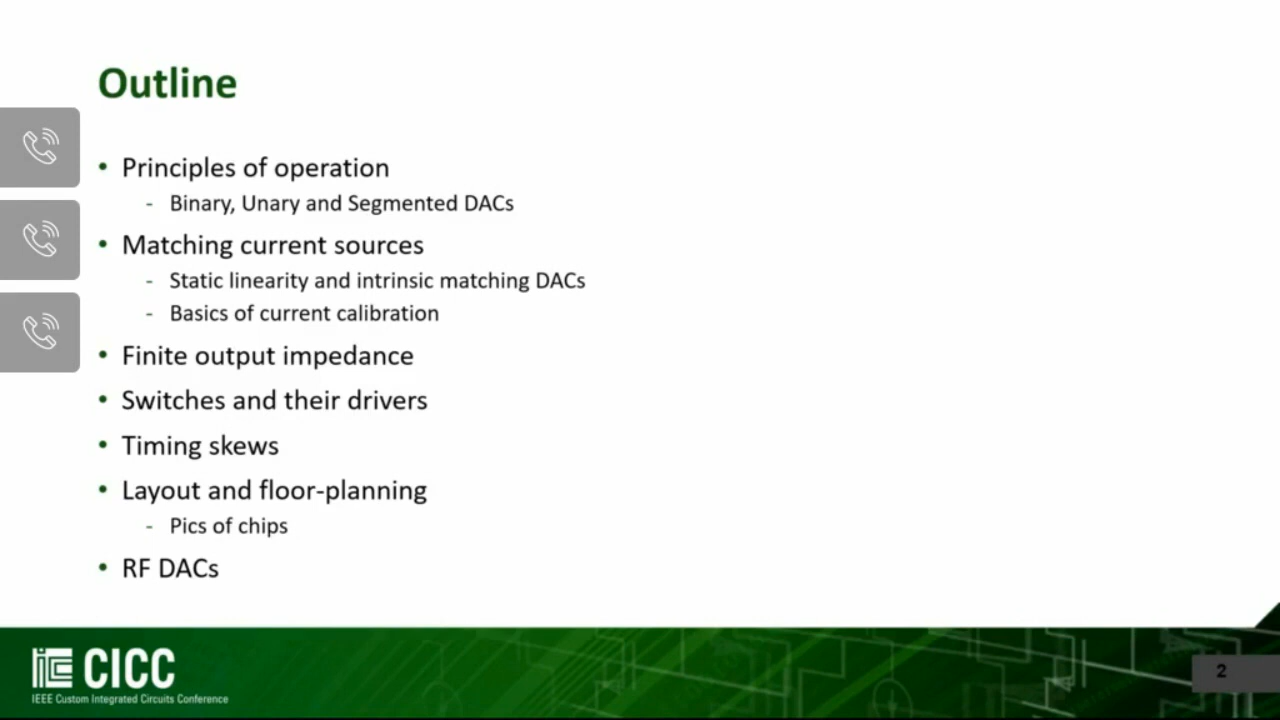 Outline
• Principles of operation
- Binary, Unary and Segmented DACs
• Matching current sources
- Static linearity and intrinsic matching DACs
- Basics of current calibration
• Finite output impedance
• Switches and their drivers
• Timing skews
• Layout and floor-planning
- Pics of chips
• RF DACs
CICC
IEEE Custom Integrated Circuits Conference
2